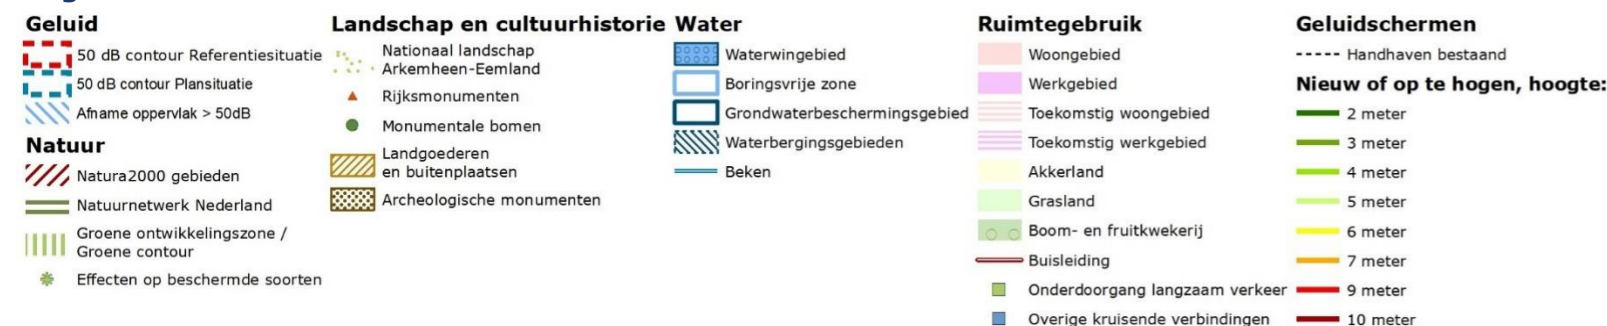 Geluid
50 dB contour Referentiesituatie
50 dB contour Plansituatie
Afname oppervlak > 50dB
Natuur
Natura2000 gebieden
Natuurnetwerk Nederland
Groene ontwikkelingszone /
Groene contour
Effecten op beschermde soorten
Landschap en cultuurhistorie
Nationaal landschap
Arkemheen-Eemland
Rijksmonumenten
Monumentale bomen
Landgoederen
en buitenplaatsen
Archeologische monumenten
Water
Waterwingebied
Boringsvrije zone
Grondwaterbeschermingsgebied
Waterbergingsgebieden
Beken
Ruimtegebruik
Woongebied
Werkgebied
Toekomstig woongebied
Toekomstig werkgebied
Akkerland
Grasland
Boom- en fruitkwekerij
Buisleiding
Onderdoorgang langzaam verkeer
Overige kruisende verbindingen
Geluidschermen
Handhaven bestaand
Nieuw of op te hogen, hoogte:
2 meter
3 meter
4 meter
5 meter
6 meter
7 meter
9 meter
10 meter